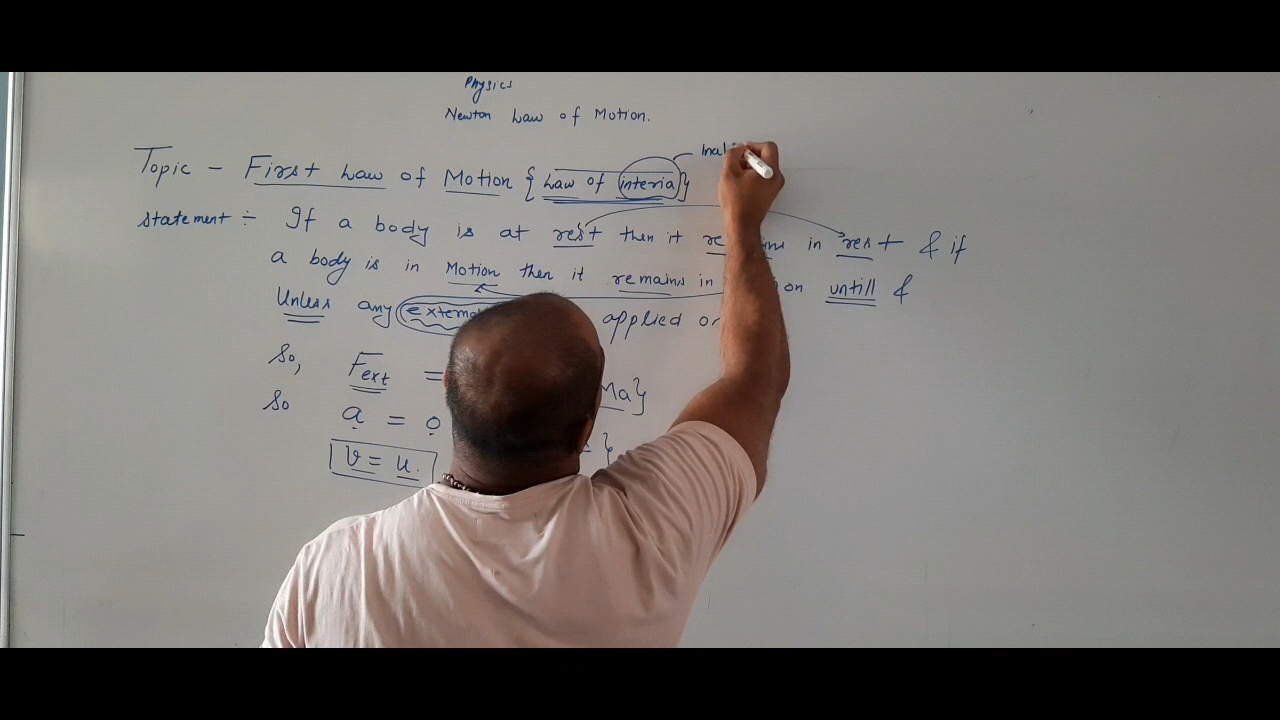 Physics
Newton Law of Motion.
Topic - First Law of Motion { Law of interia}
statement ÷ If a body is at rest then it in rest & if
a body is in Motion then it remains in on untill &
Unless any applied
So, Fext = Ma}
So a = 0
v = u. }